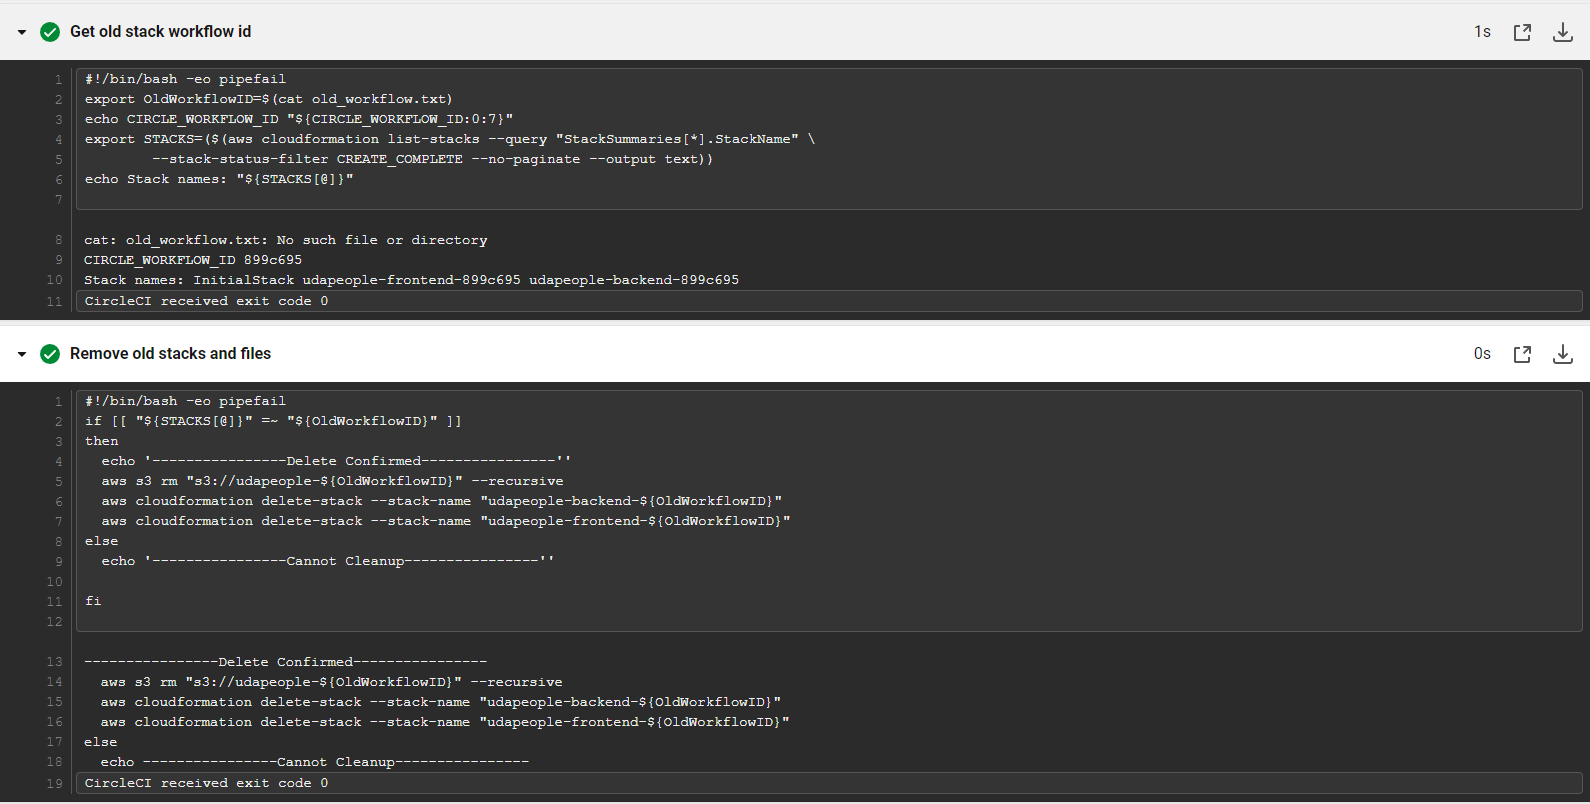 Get old stack workflow id 1s
1 #!/bin/bash -eo pipefail
2 export OldWorkflowID=$(cat old_workflow.txt)
3 echo CIRCLE_WORKFLOW_ID "${CIRCLE_WORKFLOW_ID:0:7}"
4 export STACKS=($(aws cloudformation list-stacks --query "StackSummaries[*].StackName" \
5         --stack-status-filter CREATE_COMPLETE --no-paginate --output text))
6 echo Stack names: "${STACKS[@]}"
7
8 cat: old_workflow.txt: No such file or directory
9 CIRCLE_WORKFLOW_ID 899c695
10 Stack names: InitialStack udapeople-frontend-899c695 udapeople-backend-899c695
11 CircleCI received exit code 0
Remove old stacks and files 0s
1 #!/bin/bash -eo pipefail
2 if [[ "${STACKS[@]}" =~ "${OldWorkflowID}" ]]
3 then
4   echo '----------------Delete Confirmed----------------''
5   aws s3 rm "s3://udapeople-${OldWorkflowID}" --recursive
6   aws cloudformation delete-stack --stack-name "udapeople-backend-${OldWorkflowID}"
7   aws cloudformation delete-stack --stack-name "udapeople-frontend-${OldWorkflowID}"
8 else
9   echo '----------------Cannot Cleanup----------------''
10
11 fi
12
13 ----------------Delete Confirmed----------------
14   aws s3 rm "s3://udapeople-${OldWorkflowID}" --recursive
15   aws cloudformation delete-stack --stack-name "udapeople-backend-${OldWorkflowID}"
16   aws cloudformation delete-stack --stack-name "udapeople-frontend-${OldWorkflowID}"
17 else
18   echo ----------------Cannot Cleanup----------------
19 CircleCI received exit code 0